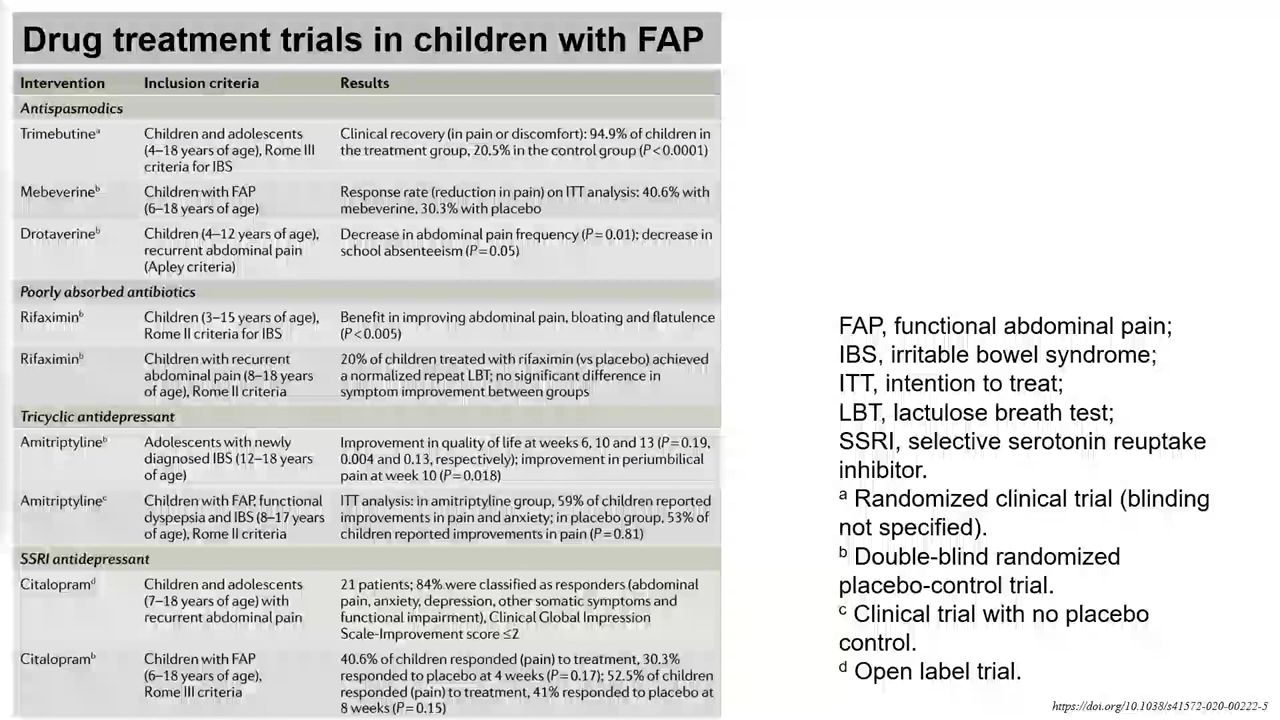 Drug treatment trials in children with FAP
Intervention Inclusion criteria Results
Antispasmodics
Trimebutineᵃ Children and adolescents (4–18 years of age), Rome III criteria for IBS Clinical recovery (in pain or discomfort): 94.9% of children in the treatment group, 20.5% in the control group (P<0.0001)
Mebeverineᵇ Children with FAP (6–18 years of age) Response rate (reduction in pain) on ITT analysis: 40.6% with mebeverine, 30.3% with placebo
Drotaverineᵇ Children (4–12 years of age), recurrent abdominal pain (Apley criteria) Decrease in abdominal pain frequency (P=0.01); decrease in school absenteeism (P=0.05)
Poorly absorbed antibiotics
Rifaximinᵇ Children (3–15 years of age), Rome II criteria for IBS Benefit in improving abdominal pain, bloating and flatulence (P<0.005)
Rifaximinᵇ Children with recurrent abdominal pain (8–18 years of age), Rome II criteria 20% of children treated with rifaximin (vs placebo) achieved a normalized repeat LBT; no significant difference in symptom improvement between groups
Tricyclic antidepressant
Amitriptylineᵇ Adolescents with newly diagnosed IBS (12–18 years of age) Improvement in quality of life at weeks 6, 10 and 13 (P=0.19, 0.004 and 0.13, respectively); improvement in periumbilical pain at week 10 (P=0.018)
Amitriptylineᶜ Children with FAP, functional dyspepsia and IBS (8–17 years of age), Rome II criteria ITT analysis: in amitriptyline group, 59% of children reported improvements in pain and anxiety; in placebo group, 53% of children reported improvements in pain (P=0.81)
SSRI antidepressant
Citalopramᵈ Children and adolescents (7–18 years of age) with recurrent abdominal pain 21 patients; 84% were classified as responders (abdominal pain, anxiety, depression, other somatic symptoms and functional impairment), Clinical Global Impression Scale-Improvement score ≤2
Citalopramᵇ Children with FAP (6–18 years of age), Rome III criteria 40.6% of children responded (pain) to treatment, 30.3% responded to placebo at 4 weeks (P=0.17); 52.5% of children responded (pain) to treatment, 41% responded to placebo at 8 weeks (P=0.15)
FAP, functional abdominal pain;
IBS, irritable bowel syndrome;
ITT, intention to treat;
LBT, lactulose breath test;
SSRI, selective serotonin reuptake
inhibitor.
ᵃ Randomized clinical trial (blinding
not specified).
ᵇ Double-blind randomized
placebo-control trial.
ᶜ Clinical trial with no placebo
control.
ᵈ Open label trial.
https://doi.org/10.1038/s41572-020-00222-5